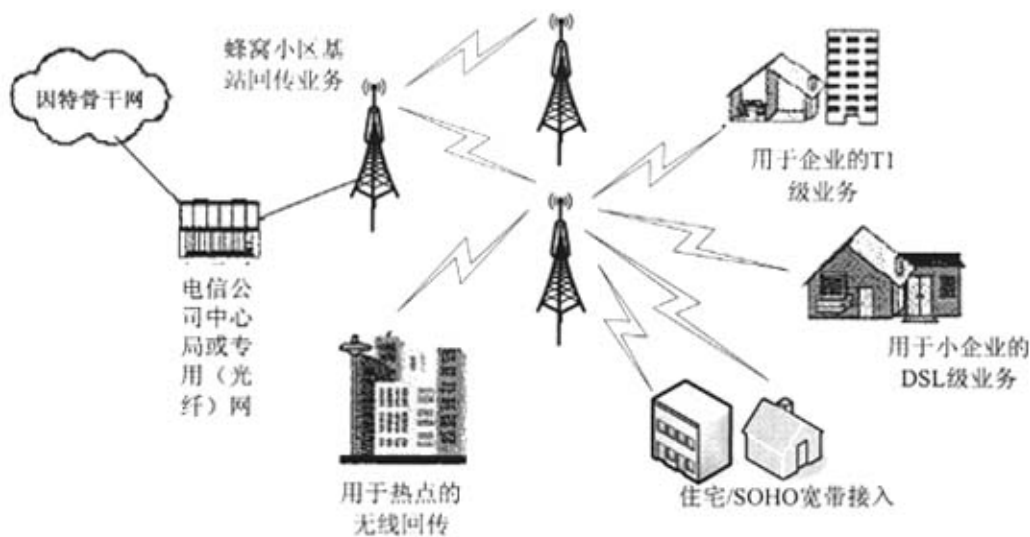 因特骨干网
蜂窝小区基
站回传业务
用于企业的T1
级业务
电信公
司中心
局或专
用（光
纤）网
用于小企业的
DSL级业务
用于热点的
无线回传
住宅/SOHO宽带接入